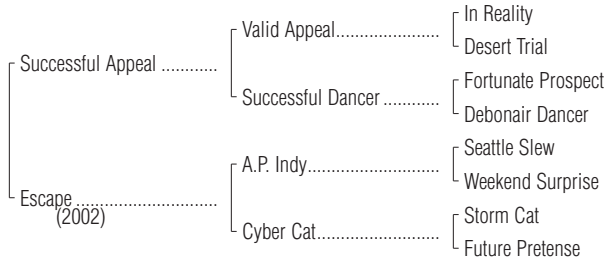 In Reality
Valid Appeal....................
Desert Trial
Successful Appeal ............
Fortunate Prospect
Successful Dancer ............
Debonair Dancer
Seattle Slew
A.P. Indy............................
Weekend Surprise
Escape ..............................
(2002)
Storm Cat
Cyber Cat..........................
Future Pretense